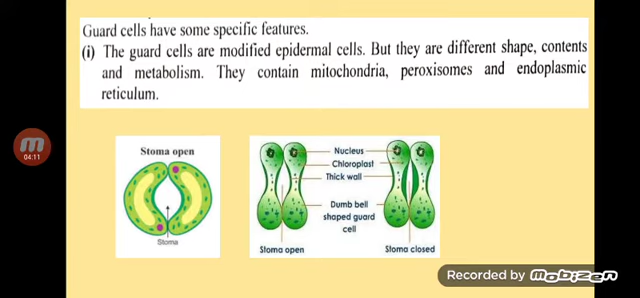 Guard cells have some specific features.
(i) The guard cells are modified epidermal cells. But they are different shape, contents
and metabolism. They contain mitochondria, peroxisomes and endoplasmic
reticulum.
04:11
Stoma open
Stoma
Nucleus
Chloroplast
Thick wall
Dumb bell
shaped guard
cell
Stoma open
Stoma closed
Recorded by mobizen